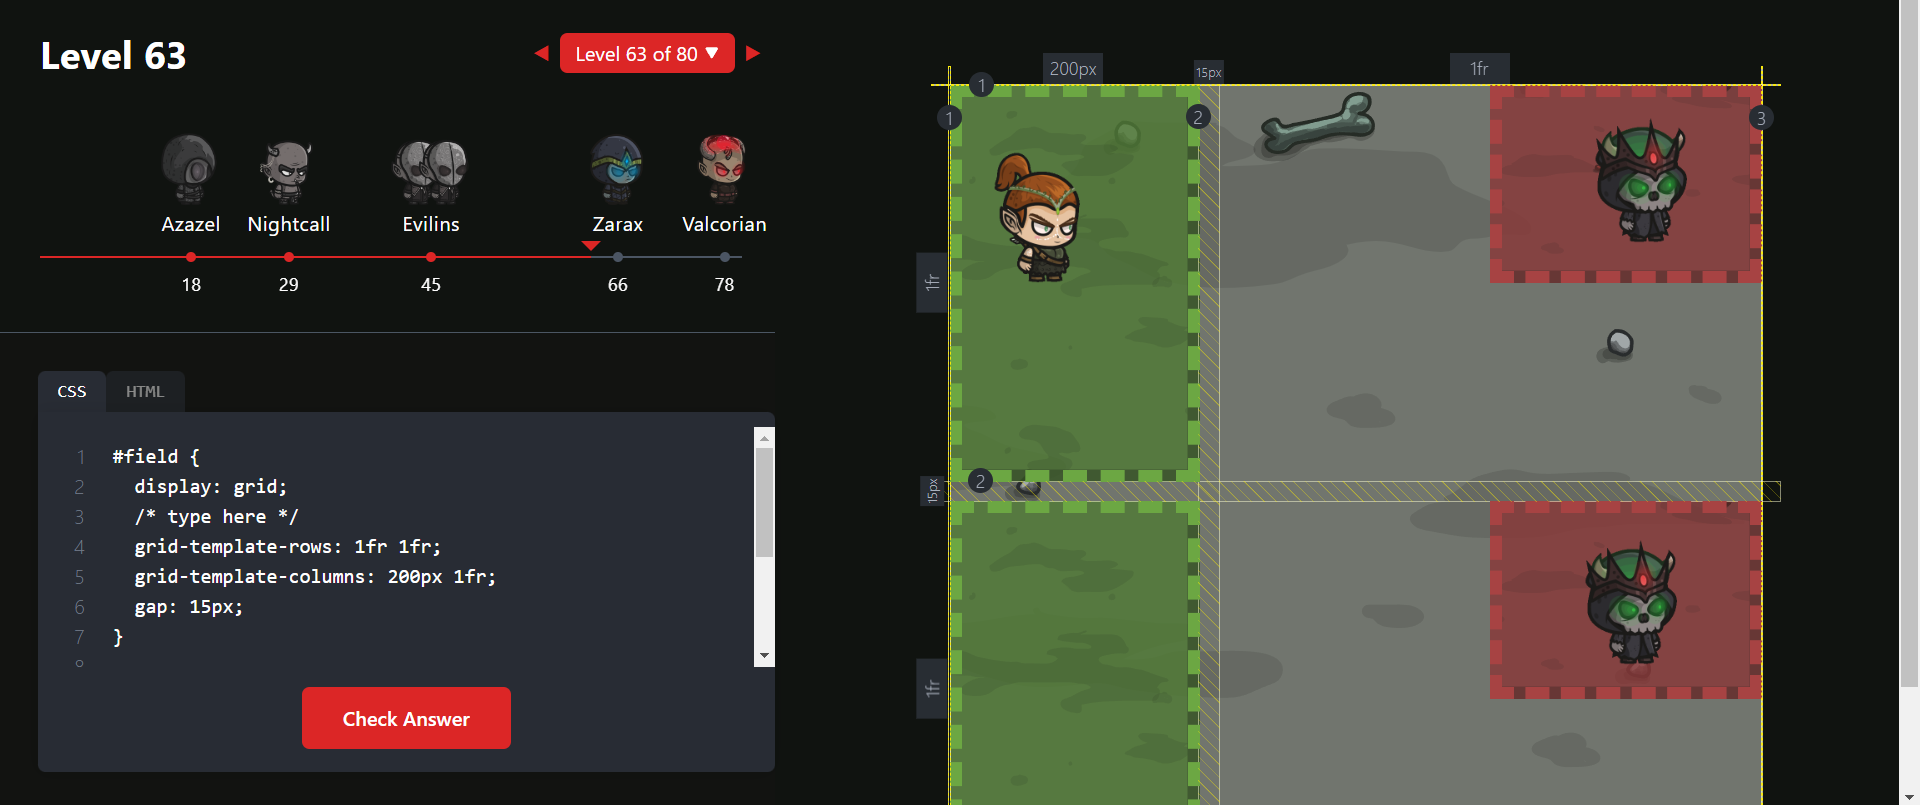 Level 63
◀ Level 63 of 80 ▼ ▶
Azazel Nightcall Evilins Zarax Valcorian
18 29 45 66 78
CSS HTML
1 #field {
2 display: grid;
3 /* type here */
4 grid-template-rows: 1fr 1fr;
5 grid-template-columns: 200px 1fr;
6 gap: 15px;
7 }
Check Answer
200px 15px 1fr
1
1 2 3
1fr
2
15px
1fr